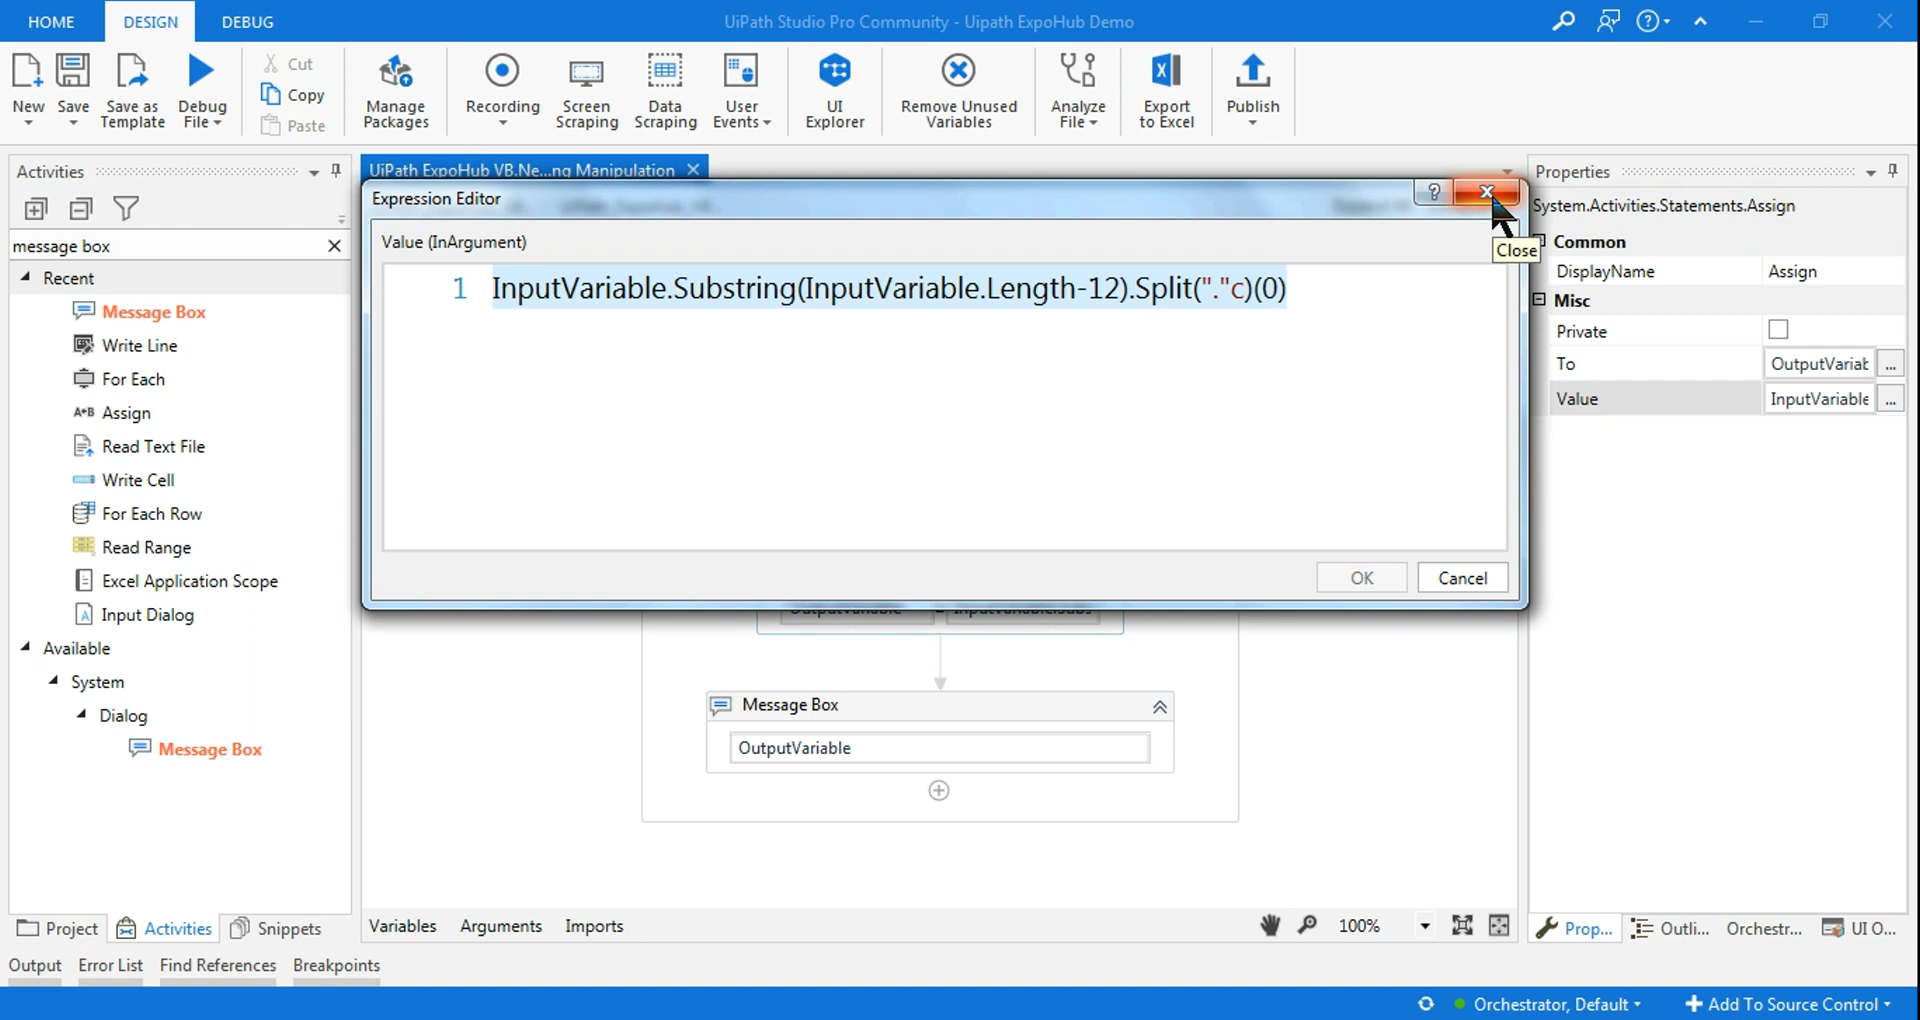 HOME DESIGN DEBUG
UiPath Studio Pro Community - Uipath ExpoHub Demo
New
Save
Save as Template
Debug File
Cut
Copy
Paste
Manage Packages
Recording
Screen Scraping
Data Scraping
User Events
UI Explorer
Remove Unused Variables
Analyze File
Export to Excel
Publish
Activities
message box
Recent
Message Box
Write Line
For Each
A*B Assign
Read Text File
Write Cell
For Each Row
Read Range
Excel Application Scope
Input Dialog
Available
System
Dialog
Message Box
Project Activities Snippets
UiPath ExpoHub VB.Ne...ng Manipulation
Expression Editor
Close
Value (InArgument)
1 InputVariable.Substring(InputVariable.Length-12).Split("."c)(0)
OK Cancel
Message Box
OutputVariable
Variables Arguments Imports
100%
Properties
System.Activities.Statements.Assign
Common
DisplayName Assign
Misc
Private
To OutputVariab ...
Value InputVariable ...
Prop... Outli... Orchestr... UI O...
Output Error List Find References Breakpoints
Orchestrator, Default
Add To Source Control